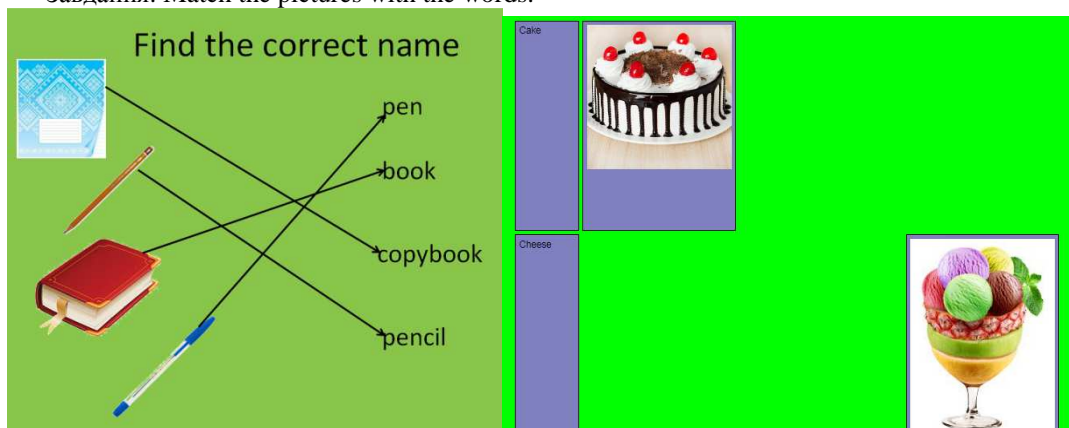 Завдання: Match the pictures with the words.
Find the correct name
pen
book
copybook
pencil
Cake
Cheese